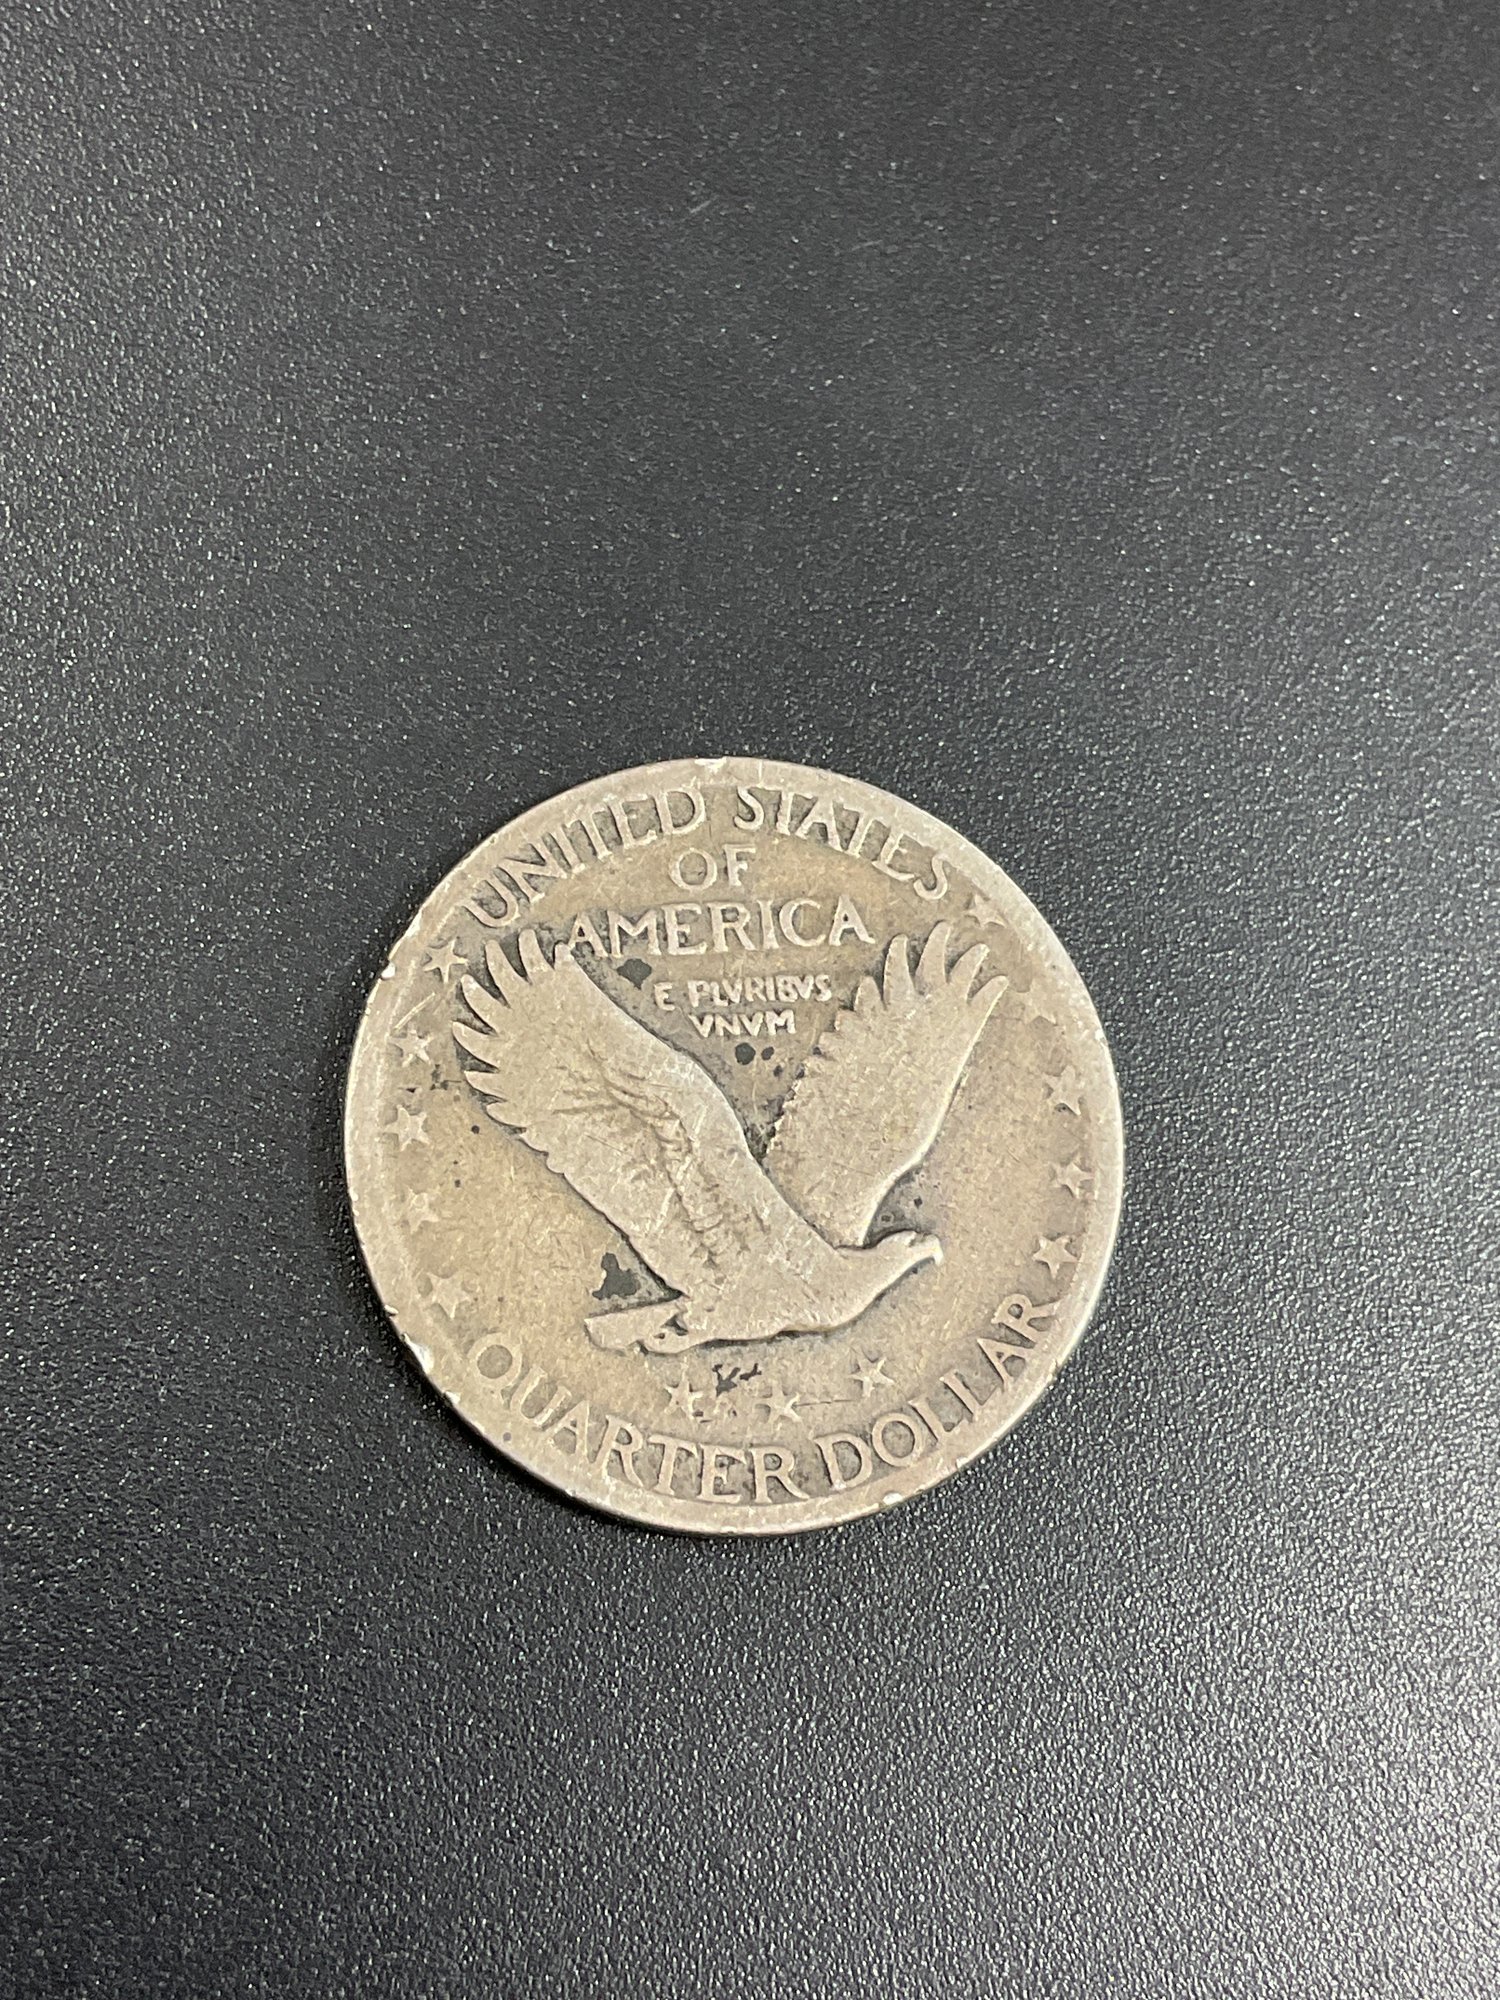 UNITED STATES
OF
AMERICA
E PLVRIBVS
VNVM
QUARTER DOLLAR